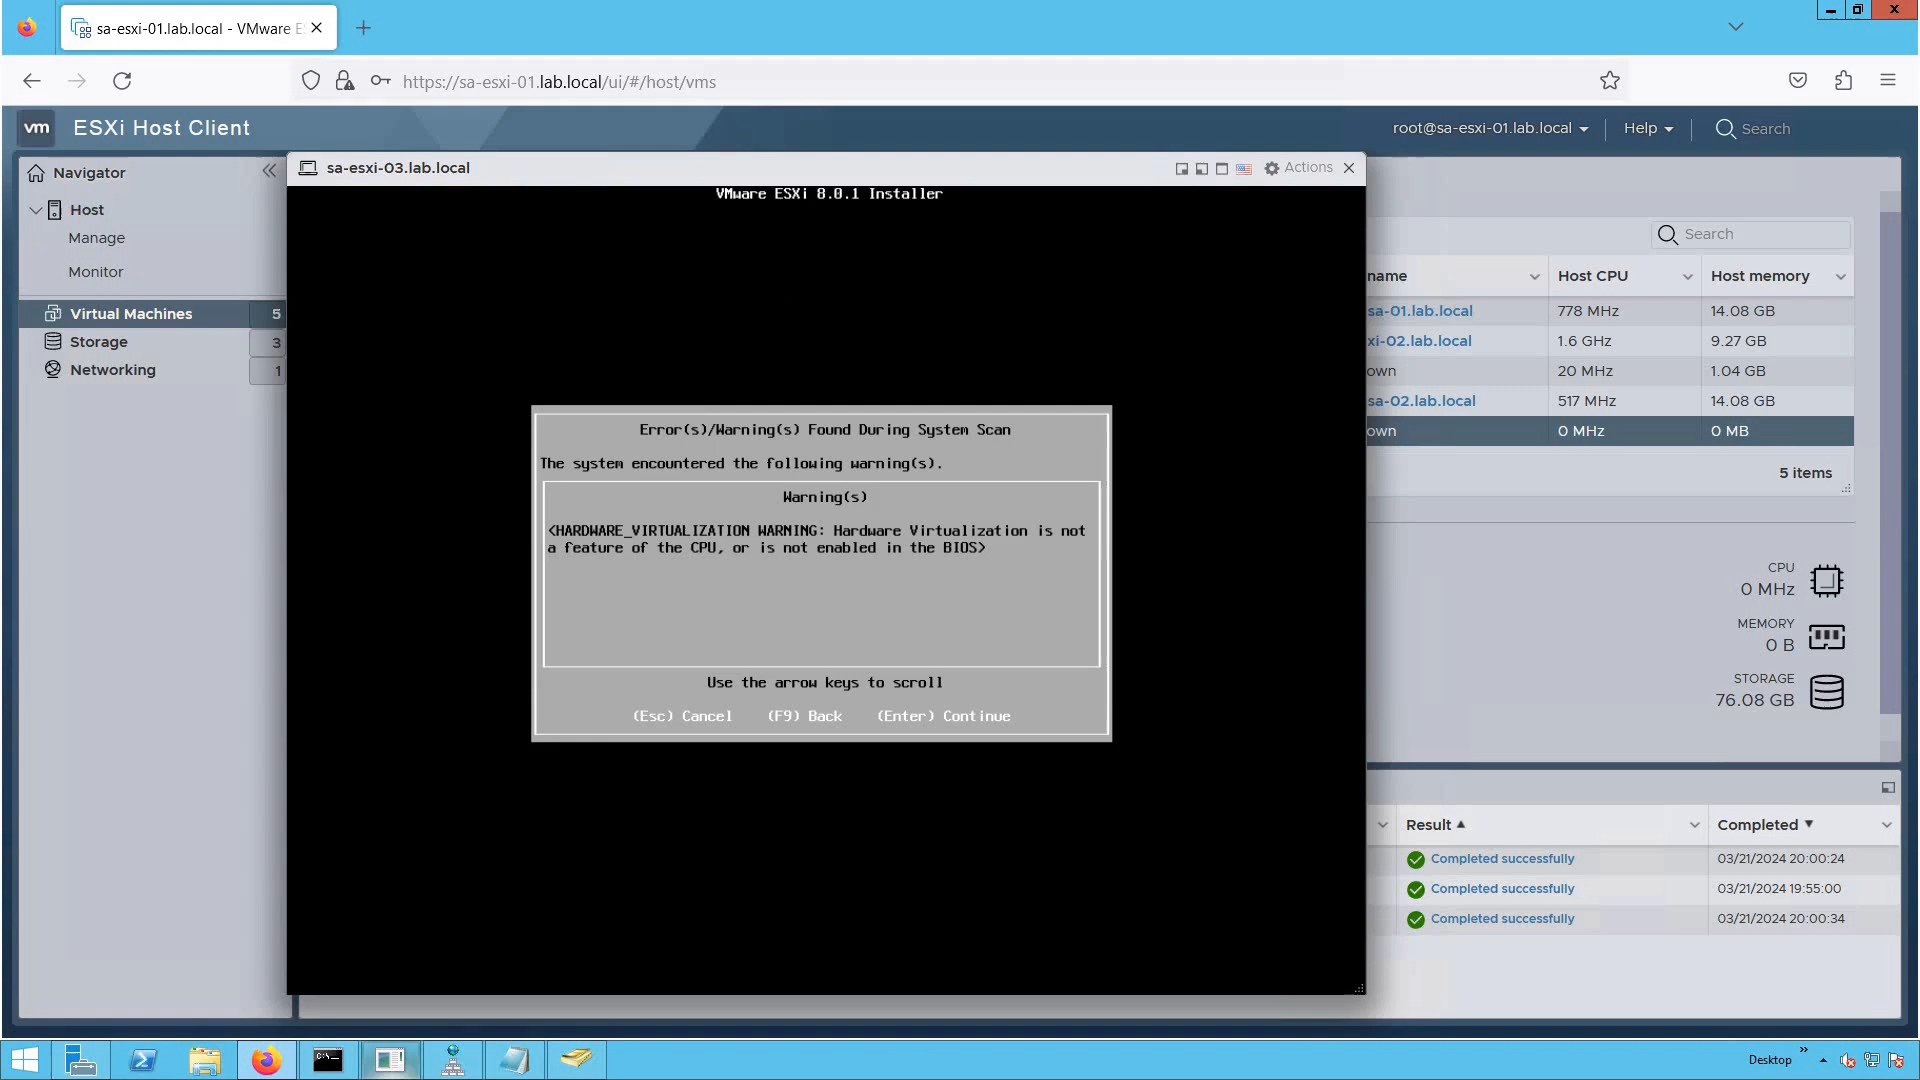 sa-esxi-01.lab.local - VMware E
https://sa-esxi-01.lab.local/ui/#/host/vms
vm ESXi Host Client
root@sa-esxi-01.lab.local
Help
Search
Navigator
Host
Manage
Monitor
Virtual Machines 5
Storage 3
Networking 1
sa-esxi-03.lab.local
Actions
VMware ESXi 8.0.1 Installer
Error(s)/Warning(s) Found During System Scan
The system encountered the following warning(s).
Warning(s)
<HARDWARE_VIRTUALIZATION WARNING: Hardware Virtualization is not
a feature of the CPU, or is not enabled in the BIOS>
Use the arrow keys to scroll
(Esc) Cancel (F9) Back (Enter) Continue
Search
name Host CPU Host memory
sa-01.lab.local 778 MHz 14.08 GB
xi-02.lab.local 1.6 GHz 9.27 GB
own 20 MHz 1.04 GB
sa-02.lab.local 517 MHz 14.08 GB
own 0 MHz 0 MB
5 items
CPU
0 MHz
MEMORY
0 B
STORAGE
76.08 GB
Result Completed
Completed successfully 03/21/2024 20:00:24
Completed successfully 03/21/2024 19:55:00
Completed successfully 03/21/2024 20:00:34
C:\_
Desktop